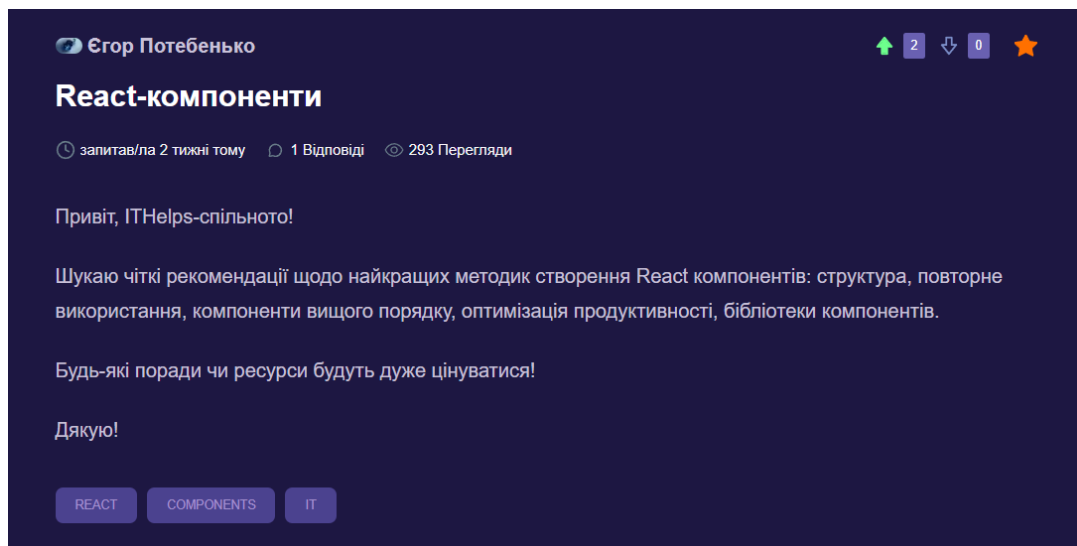 Єгор Потебенько
2 0
React-компоненти
запитав/ла 2 тижні тому 1 Відповіді 293 Перегляди
Привіт, ITHelps-спільното!
Шукаю чіткі рекомендації щодо найкращих методик створення React компонентів: структура, повторне
використання, компоненти вищого порядку, оптимізація продуктивності, бібліотеки компонентів.
Будь-які поради чи ресурси будуть дуже цінуватися!
Дякую!
REACT COMPONENTS IT